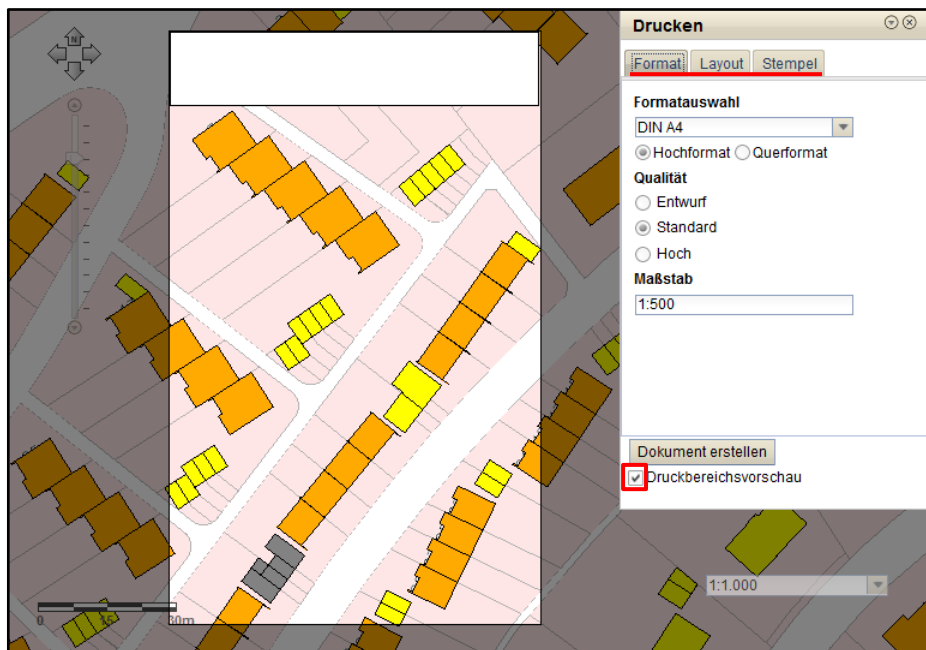 N
Drucken
Format Layout Stempel
Formatauswahl
DIN A4
Hochformat Querformat
Qualität
Entwurf
Standard
Hoch
Maßstab
1:500
Dokument erstellen
Druckbereichsvorschau
1:1.000
0 15 30m